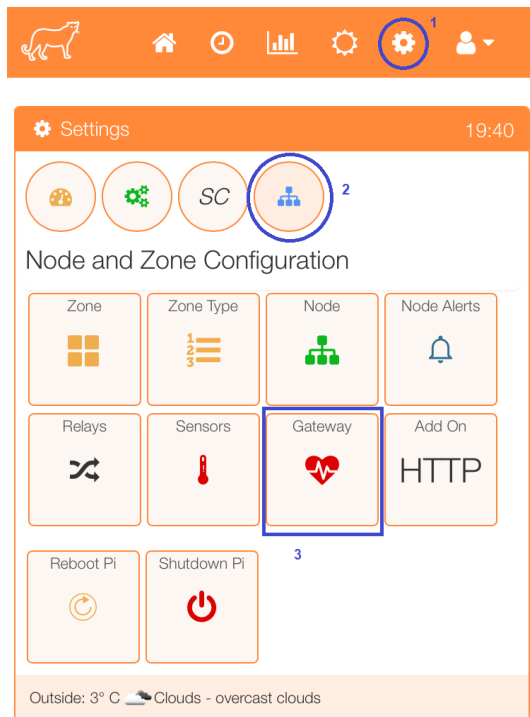 1
Settings 19:40
SC 2
Node and Zone Configuration
Zone Zone Type Node Node Alerts
1
2
3
Relays Sensors Gateway Add On
HTTP
3
Reboot Pi Shutdown Pi
Outside: 3° C Clouds - overcast clouds